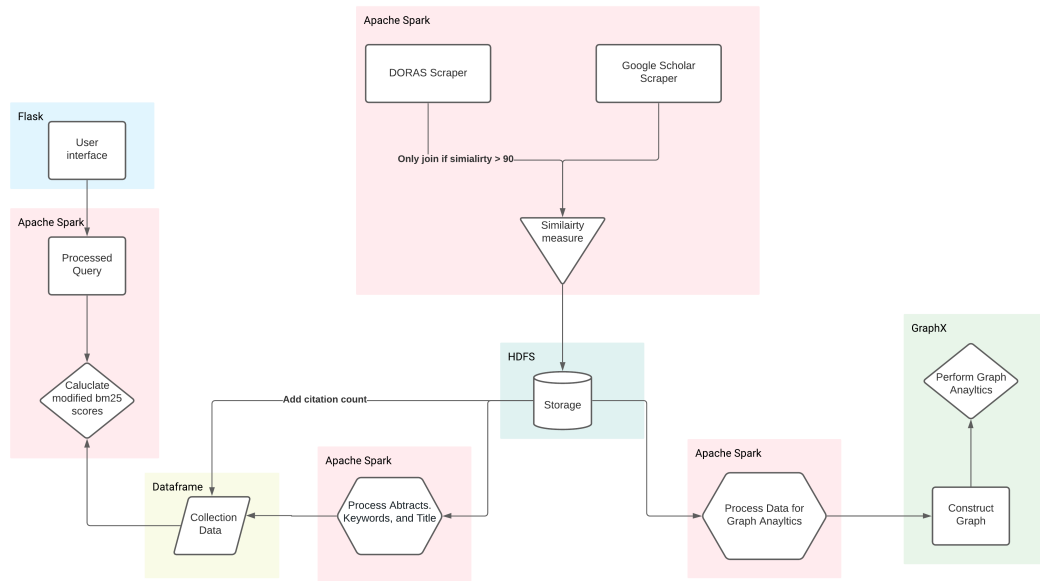 Apache Spark
DORAS Scraper
Google Scholar
Scraper
Only join if simialirty > 90
Similairty
measure
Flask
User
interface
Apache Spark
Processed
Query
Caluclate
modified bm25
scores
HDFS
Storage
Add citation count
Dataframe
Collection
Data
Apache Spark
Process Abtracts.
Keywords, and Title
Apache Spark
Process Data for
Graph Anayltics
GraphX
Perform Graph
Anayltics
Construct
Graph